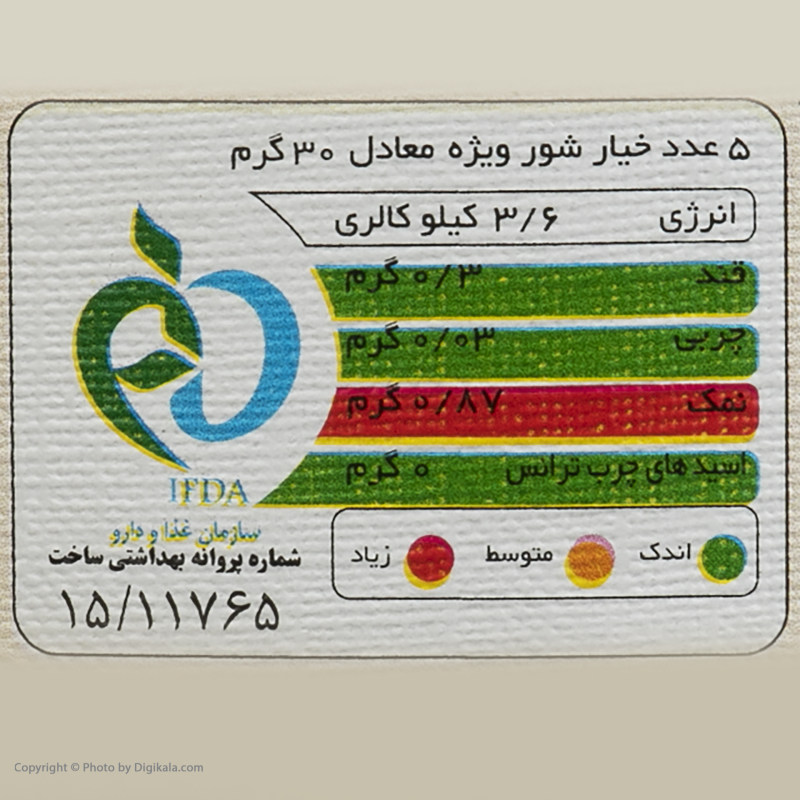 ۵ عدد خیار شور ویژه معادل ۳۰ گرم
انرژی ۳/۶ کیلو کالری
قند ۰/۳ گرم
چربی ۰/۰۳ گرم
نمک ۰/۸۷ گرم
اسید های چرب ترانس ۰ گرم
اندک متوسط زیاد
IFDA
سازمان غذا و دارو
شماره پروانه بهداشتی ساخت
۱۵/۱۱۷۶۵
Copyright © Photo by Digikala.com